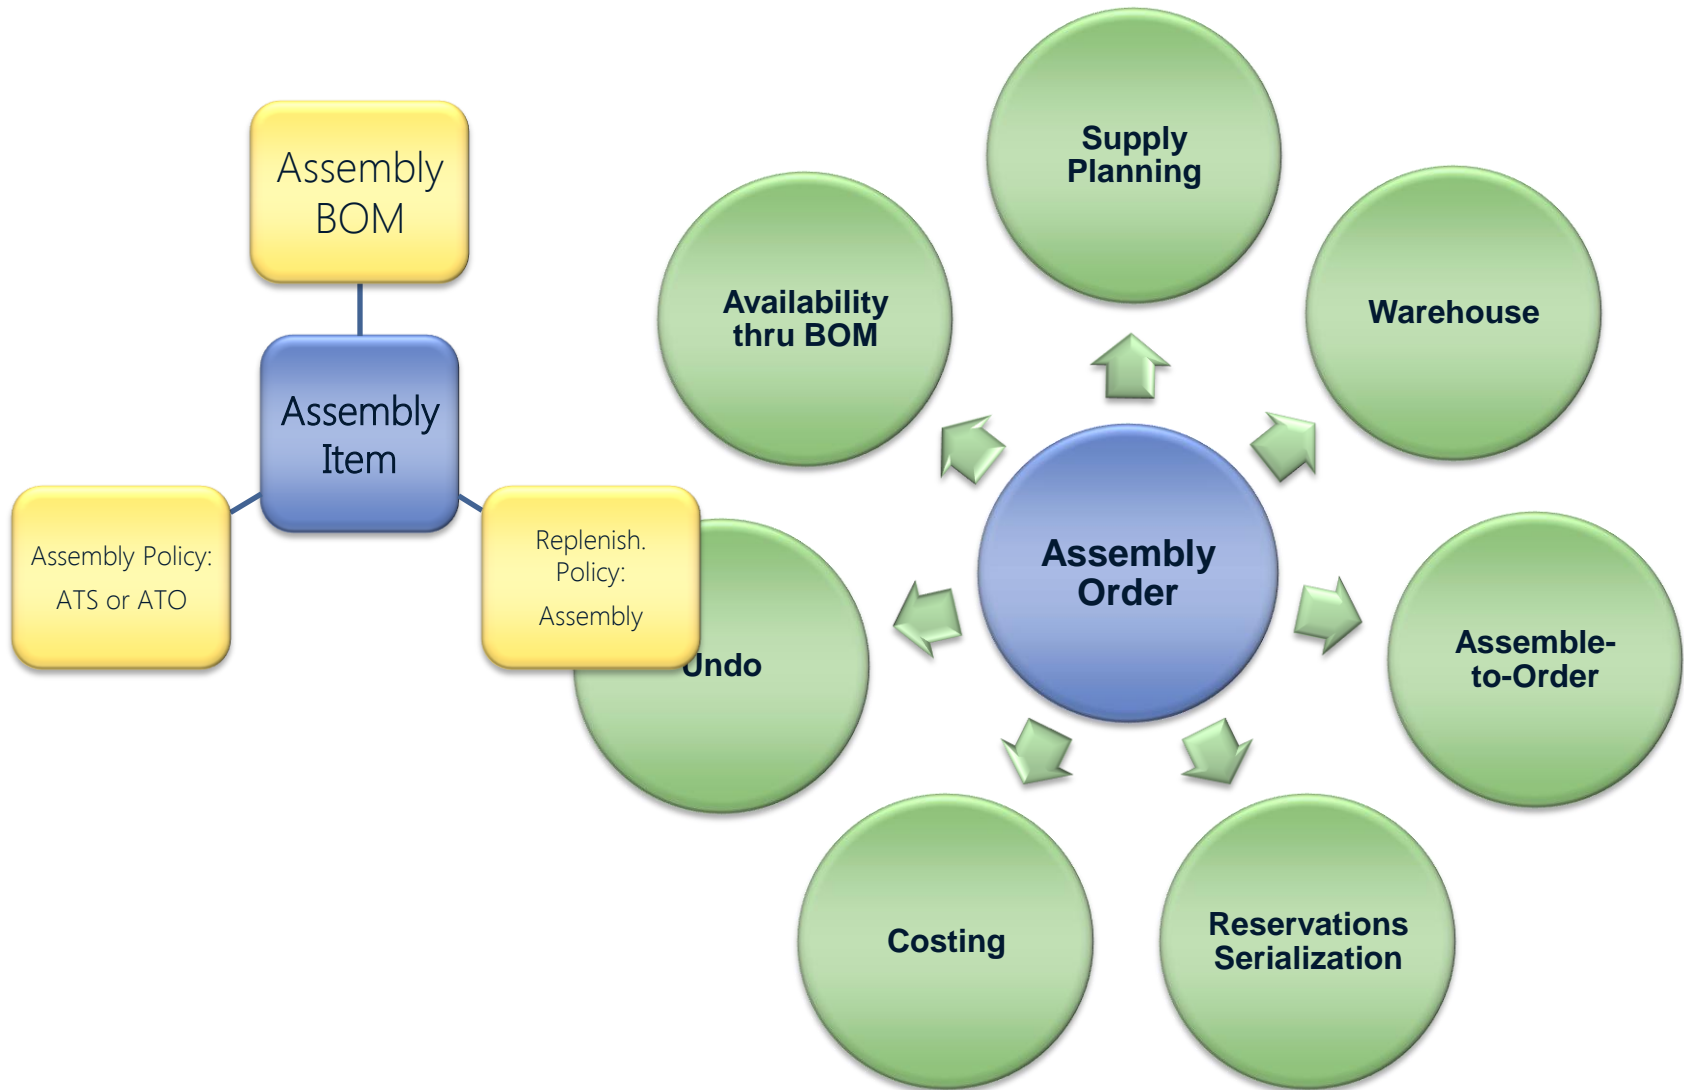 Assembly
BOM
Assembly
Item
Assembly Policy:
ATS or ATO
Replenish.
Policy:
Assembly
Supply
Planning
Availability
thru BOM
Warehouse
Assembly
Order
Assemble-
to-Order
Undo
Costing
Reservations
Serialization